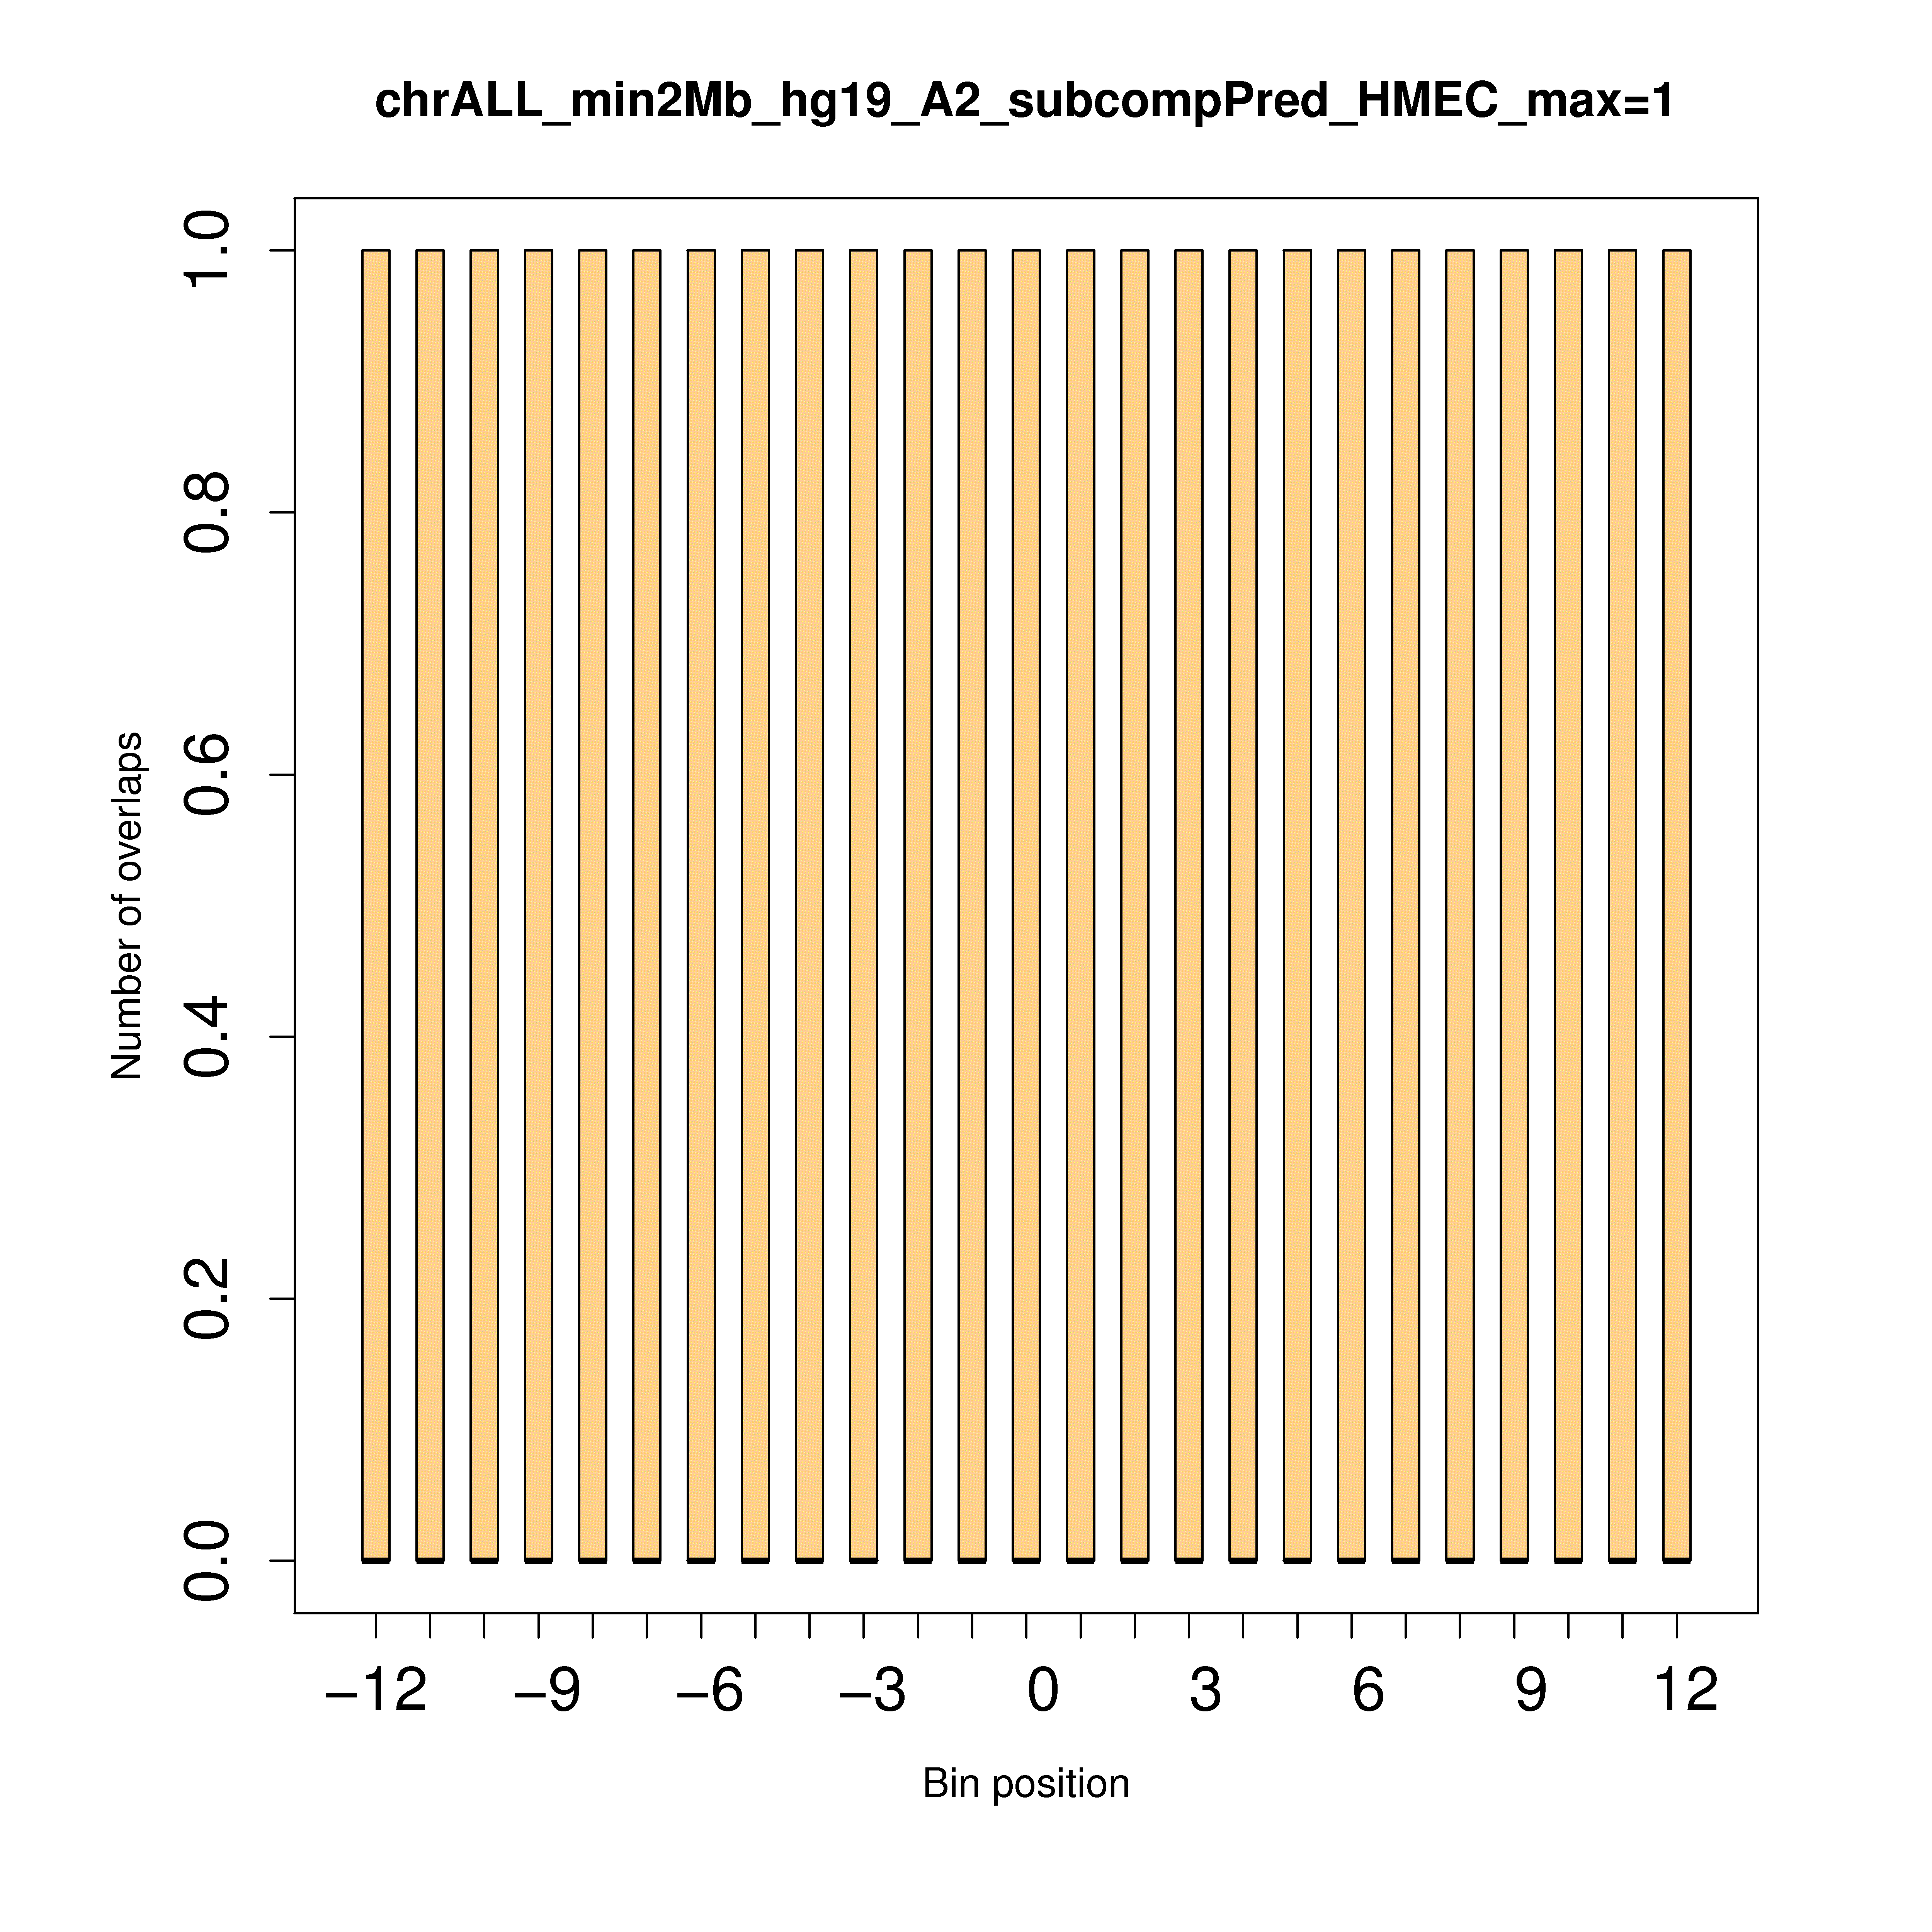 chrALL_min2Mb_hg19_A2_subcompPred_HMEC_max=1
Number of overlaps
1.0
0.8
0.6
0.4
0.2
0.0
−12 −9 −6 −3 0 3 6 9 12
Bin position